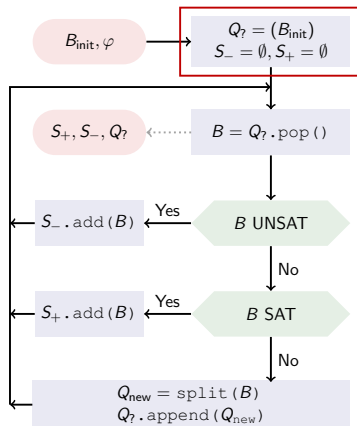 B_init, φ
Q_? = (B_init)
S_− = ∅, S_+ = ∅
S_+, S_−, Q_?
B = Q_?.pop()
S_−.add(B)
Yes
B UNSAT
No
S_+.add(B)
Yes
B SAT
No
Q_new = split(B)
Q_?.append(Q_new)